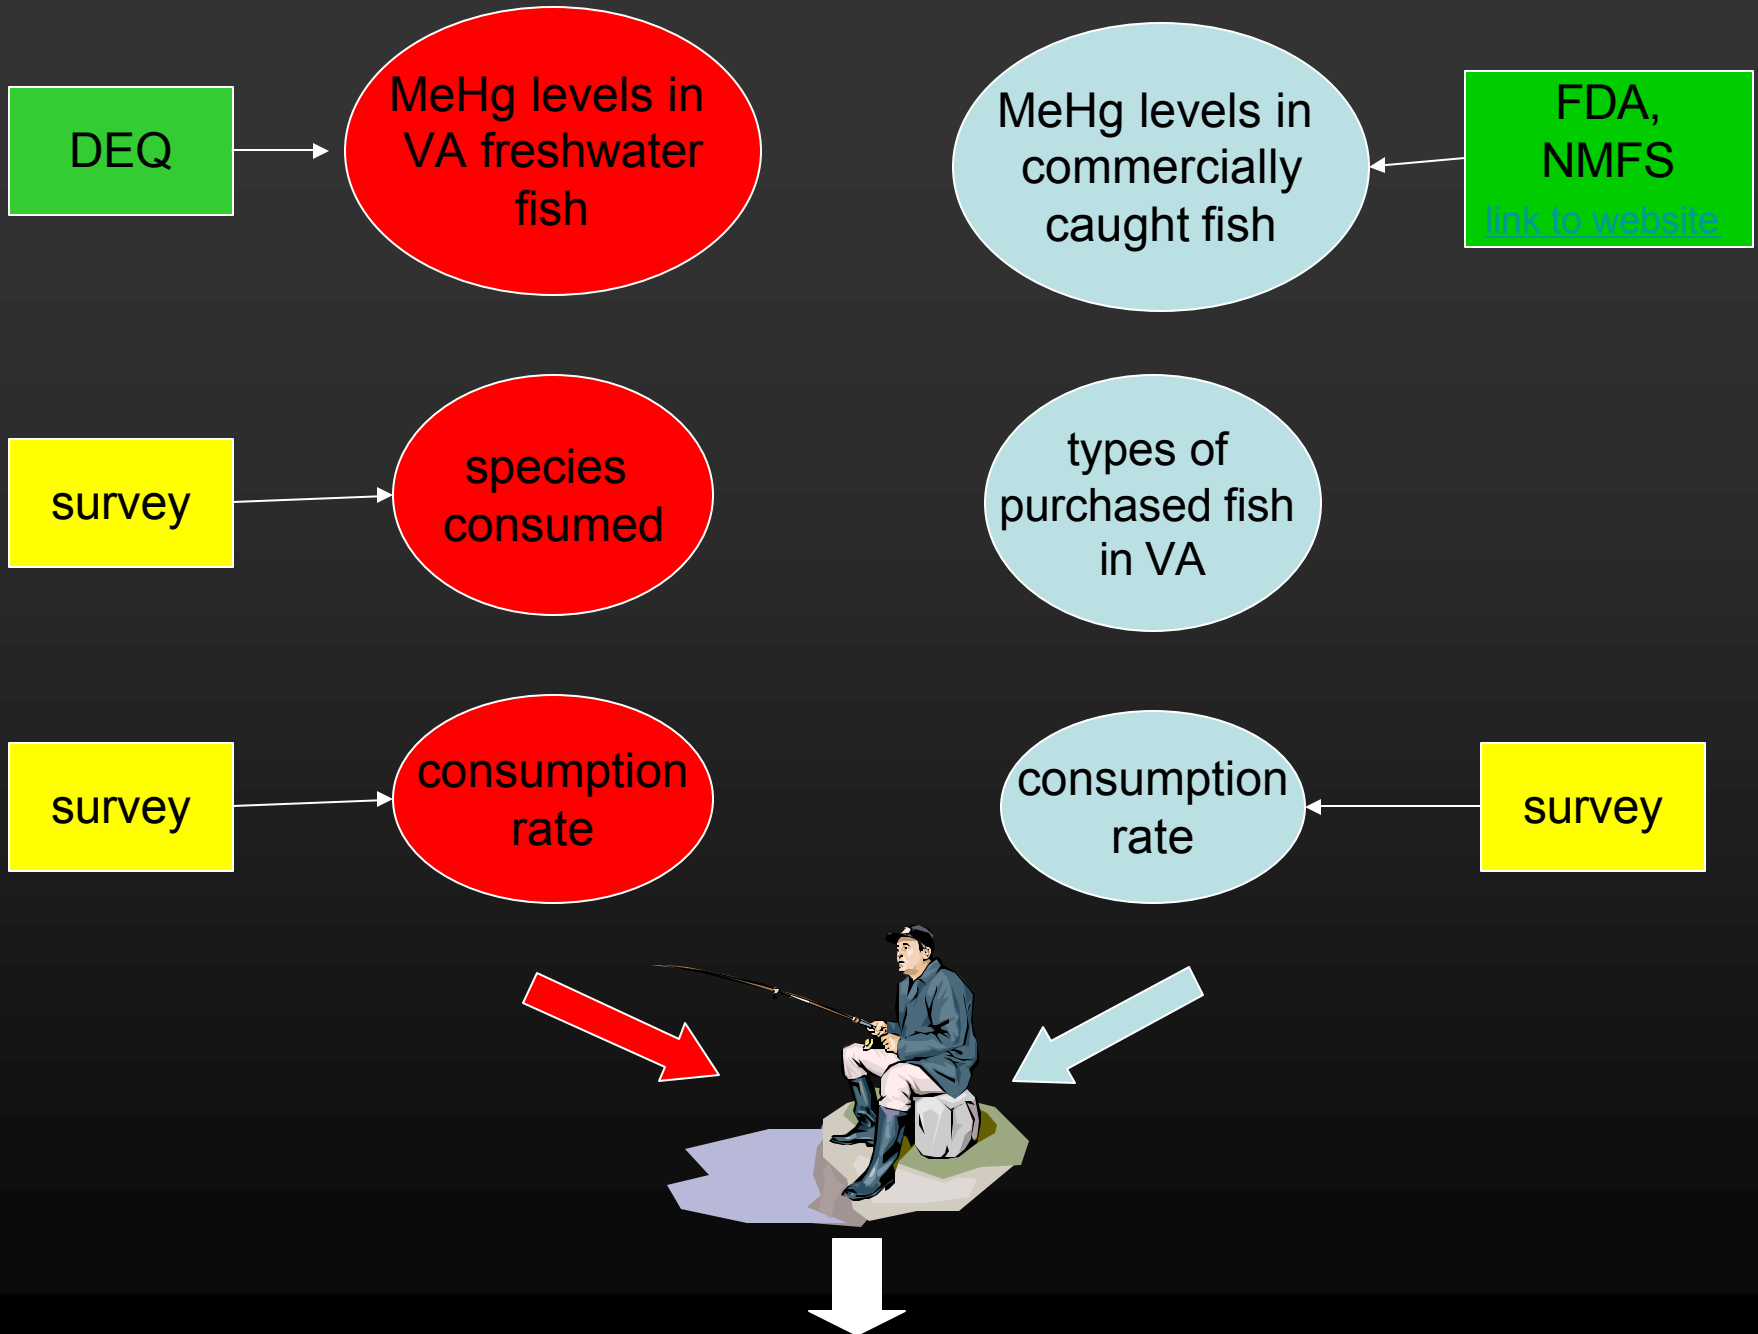 DEQ
MeHg levels in
VA freshwater
fish
MeHg levels in
commercially
caught fish
FDA,
NMFS
link to website
survey
species
consumed
types of
purchased fish
in VA
survey
consumption
rate
consumption
rate
survey